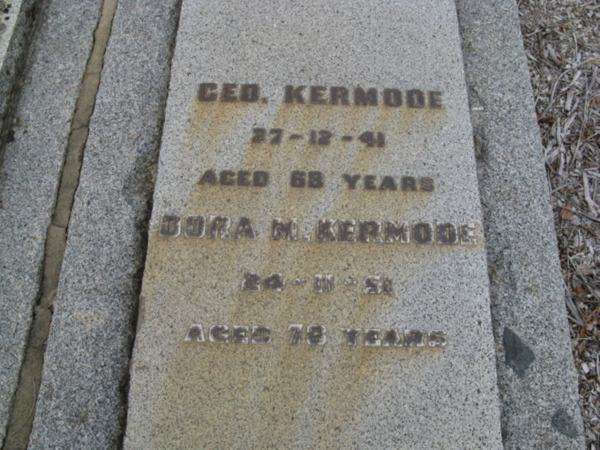 GEO. KERMODE
27-12-41
AGED 68 YEARS
DORA M. KERMODE
24-11-51
AGED 78 YEARS